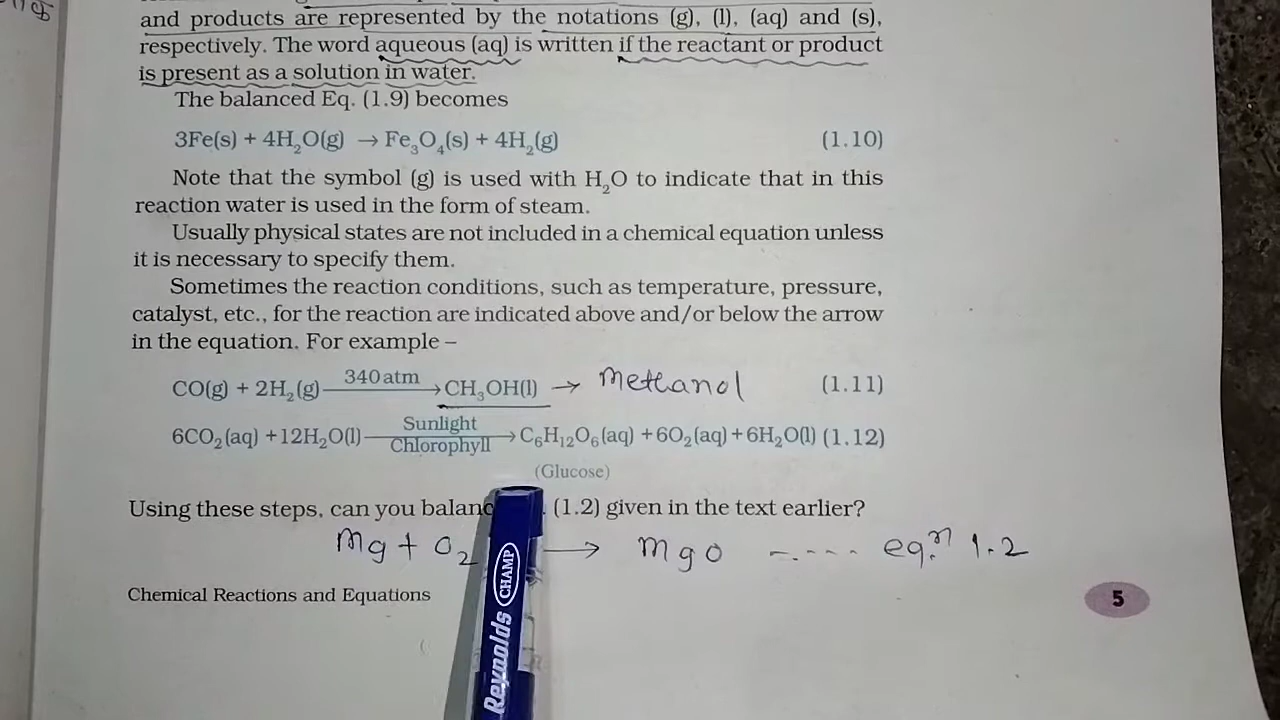 and products are represented by the notations (g), (l), (aq) and (s),
respectively. The word aqueous (aq) is written if the reactant or product
is present as a solution in water.
The balanced Eq. (1.9) becomes
3Fe(s) + 4H₂O(g) → Fe₃O₄(s) + 4H₂(g) (1.10)
Note that the symbol (g) is used with H₂O to indicate that in this
reaction water is used in the form of steam.
Usually physical states are not included in a chemical equation unless
it is necessary to specify them.
Sometimes the reaction conditions, such as temperature, pressure,
catalyst, etc., for the reaction are indicated above and/or below the arrow
in the equation. For example –
340 atm
CO(g) + 2H₂(g) → CH₃OH(l) → Methanol (1.11)
Sunlight
6CO₂(aq) + 12H₂O(l) → C₆H₁₂O₆(aq) + 6O₂(aq) + 6H₂O(l) (1.12)
Chlorophyll
(Glucose)
Using these steps, can you balanc (1.2) given in the text earlier?
Mg + O₂ → MgO ----- eq.ⁿ 1.2
Chemical Reactions and Equations
5
Reynolds CHAMP